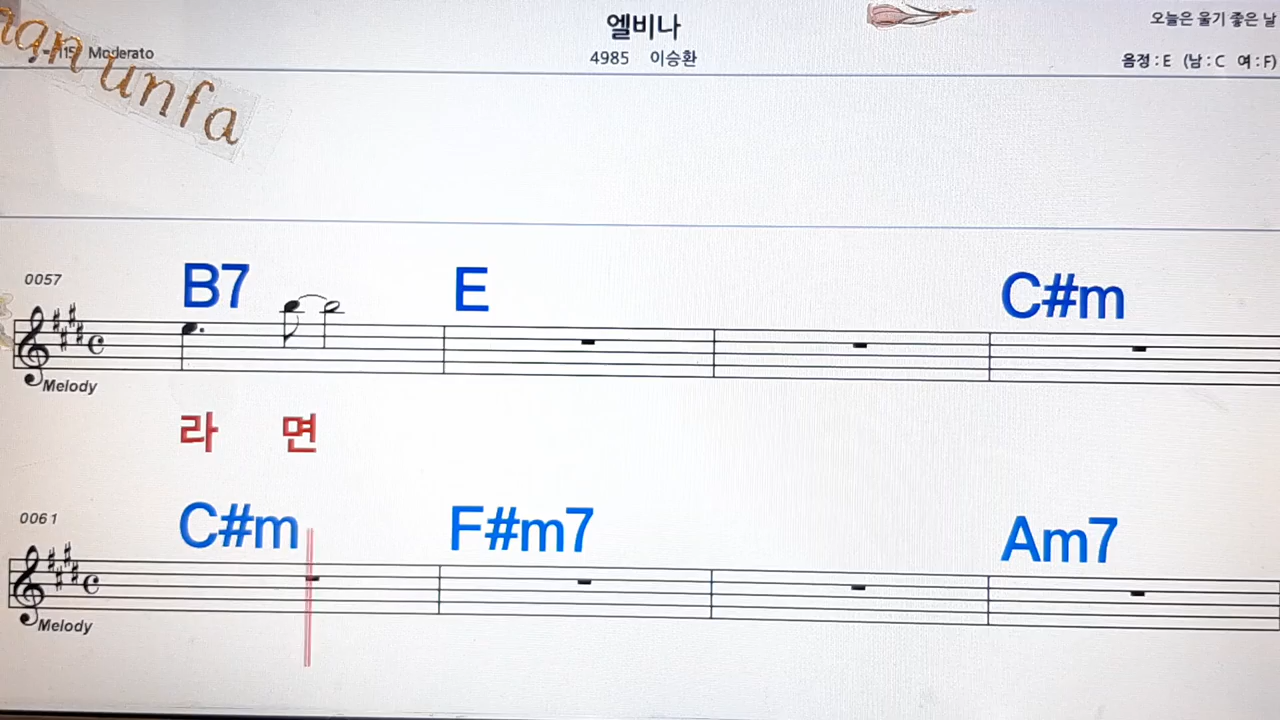 엘비나
오늘은 울기 좋은 날
=115 Moderato
4985 이승환
음정 : E (남 : C 여 : F)
unfa
0057
B7 E C#m
Melody
라 면
0061
C#m F#m7 Am7
Melody